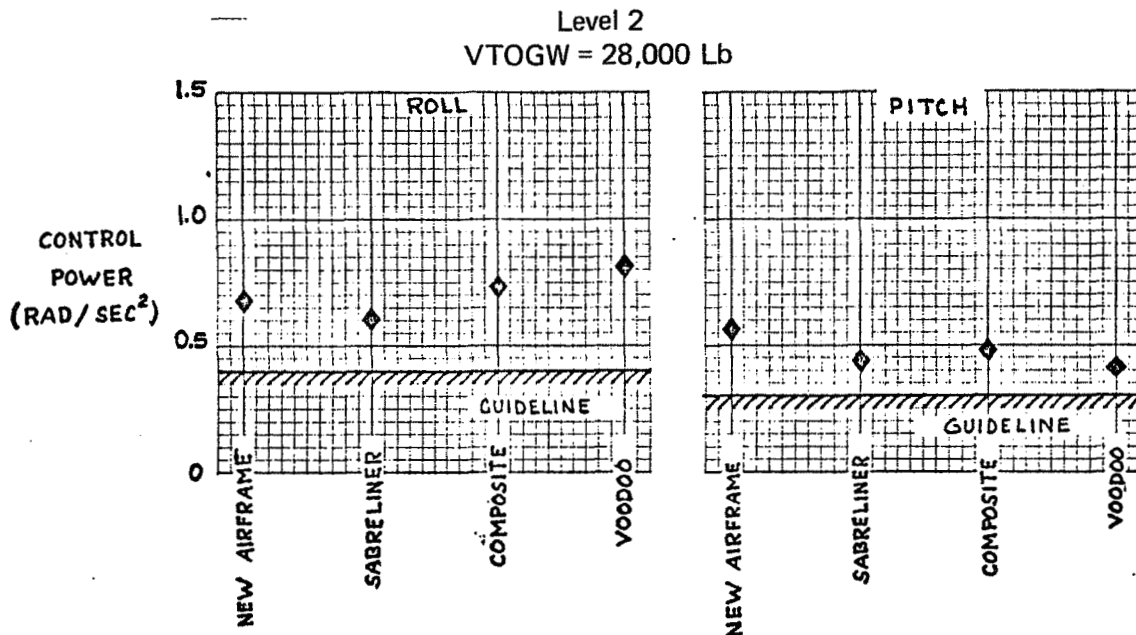 Level 2
VTOGW = 28,000 Lb
ROLL
PITCH
1.5
1.0
0.5
0
CONTROL
POWER
(RAD/SEC²)
GUIDELINE
GUIDELINE
NEW AIRFRAME
SABRELINER
COMPOSITE
VOODOO
NEW AIRFRAME
SABRELINER
COMPOSITE
VOODOO